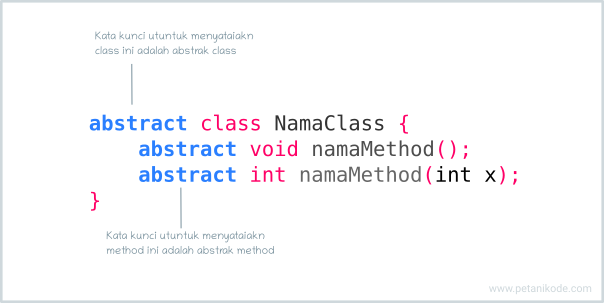 Kata kunci utuntuk menyataiakn
class ini adalah abstrak class
abstract class NamaClass {
abstract void namaMethod();
abstract int namaMethod(int x);
}
Kata kunci utuntuk menyataiakn
method ini adalah abstrak method
www.petanikode.com